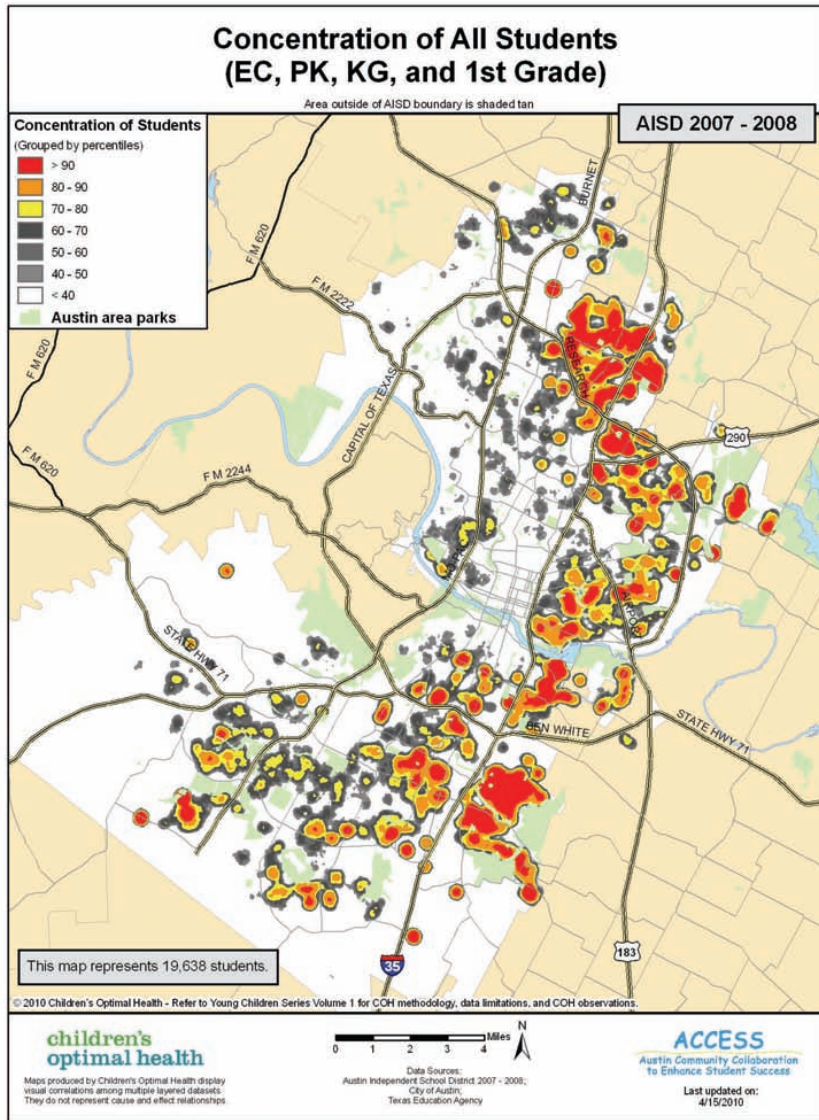 Concentration of All Students
(EC, PK, KG, and 1st Grade)
Area outside of AISD boundary is shaded tan
AISD 2007 - 2008
Concentration of Students
(Grouped by percentiles)
> 90
80 - 90
70 - 80
60 - 70
50 - 60
40 - 50
< 40
Austin area parks
BURNET
F M 620
F M 2222
F M 620
RESEARCH
CAPITAL OF TEXAS
290
F M 620
F M 2244
AIRPORT
STATE HWY 71
BEN WHITE
STATE HWY 71
35
183
This map represents 19,638 students.
© 2010 Children's Optimal Health - Refer to Young Children Series Volume 1 for COH methodology, data limitations, and COH observations.
children's
optimal health
Maps produced by Children's Optimal Health display
visual correlations among multiple layered datasets
They do not represent cause and effect relationships.
Miles
0 1 2 3 4
N
Data Sources:
Austin Independent School District 2007 - 2008;
City of Austin;
Texas Education Agency
ACCESS
Austin Community Collaboration
to Enhance Student Success
Last updated on:
4/15/2010